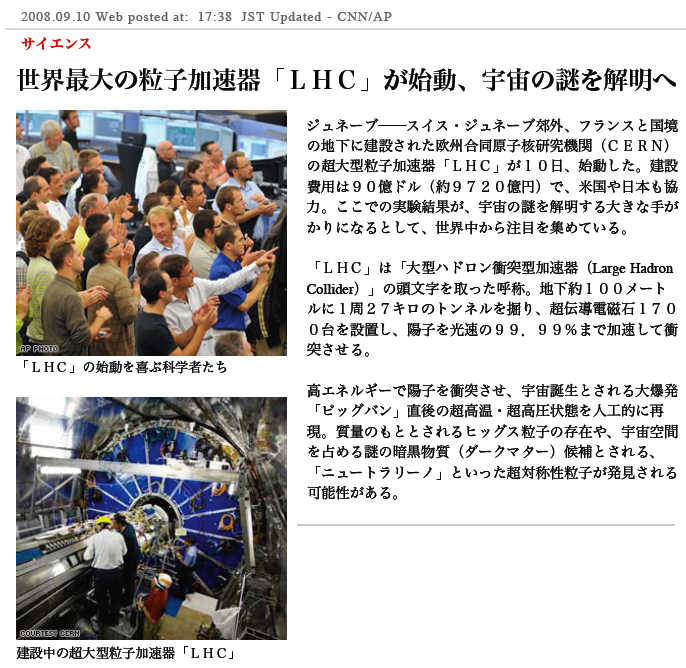 2008.09.10 Web posted at: 17:38 JST Updated - CNN/AP
サイエンス
世界最大の粒子加速器「ＬＨＣ」が始動、宇宙の謎を解明へ
AP PHOTO
「ＬＨＣ」の始動を喜ぶ科学者たち
COURTESY CERN
建設中の超大型粒子加速器「ＬＨＣ」
ジュネーブ――スイス・ジュネーブ郊外、フランスと国境
の地下に建設された欧州合同原子核研究機関（ＣＥＲＮ）
の超大型粒子加速器「ＬＨＣ」が１０日、始動した。建設
費用は９０億ドル（約９７２０億円）で、米国や日本も協
力。ここでの実験結果が、宇宙の謎を解明する大きな手が
かりになるとして、世界中から注目を集めている。
「ＬＨＣ」は「大型ハドロン衝突型加速器（Large Hadron
Collider）」の頭文字を取った呼称。地下約１００メート
ルに１周２７キロのトンネルを掘り、超伝導電磁石１７０
０台を設置し、陽子を光速の９９．９９％まで加速して衝
突させる。
高エネルギーで陽子を衝突させ、宇宙誕生とされる大爆発
「ビッグバン」直後の超高温・超高圧状態を人工的に再
現。質量のもととされるヒッグス粒子の存在や、宇宙空間
を占める謎の暗黒物質（ダークマター）候補とされる、
「ニュートラリーノ」といった超対称性粒子が発見される
可能性がある。